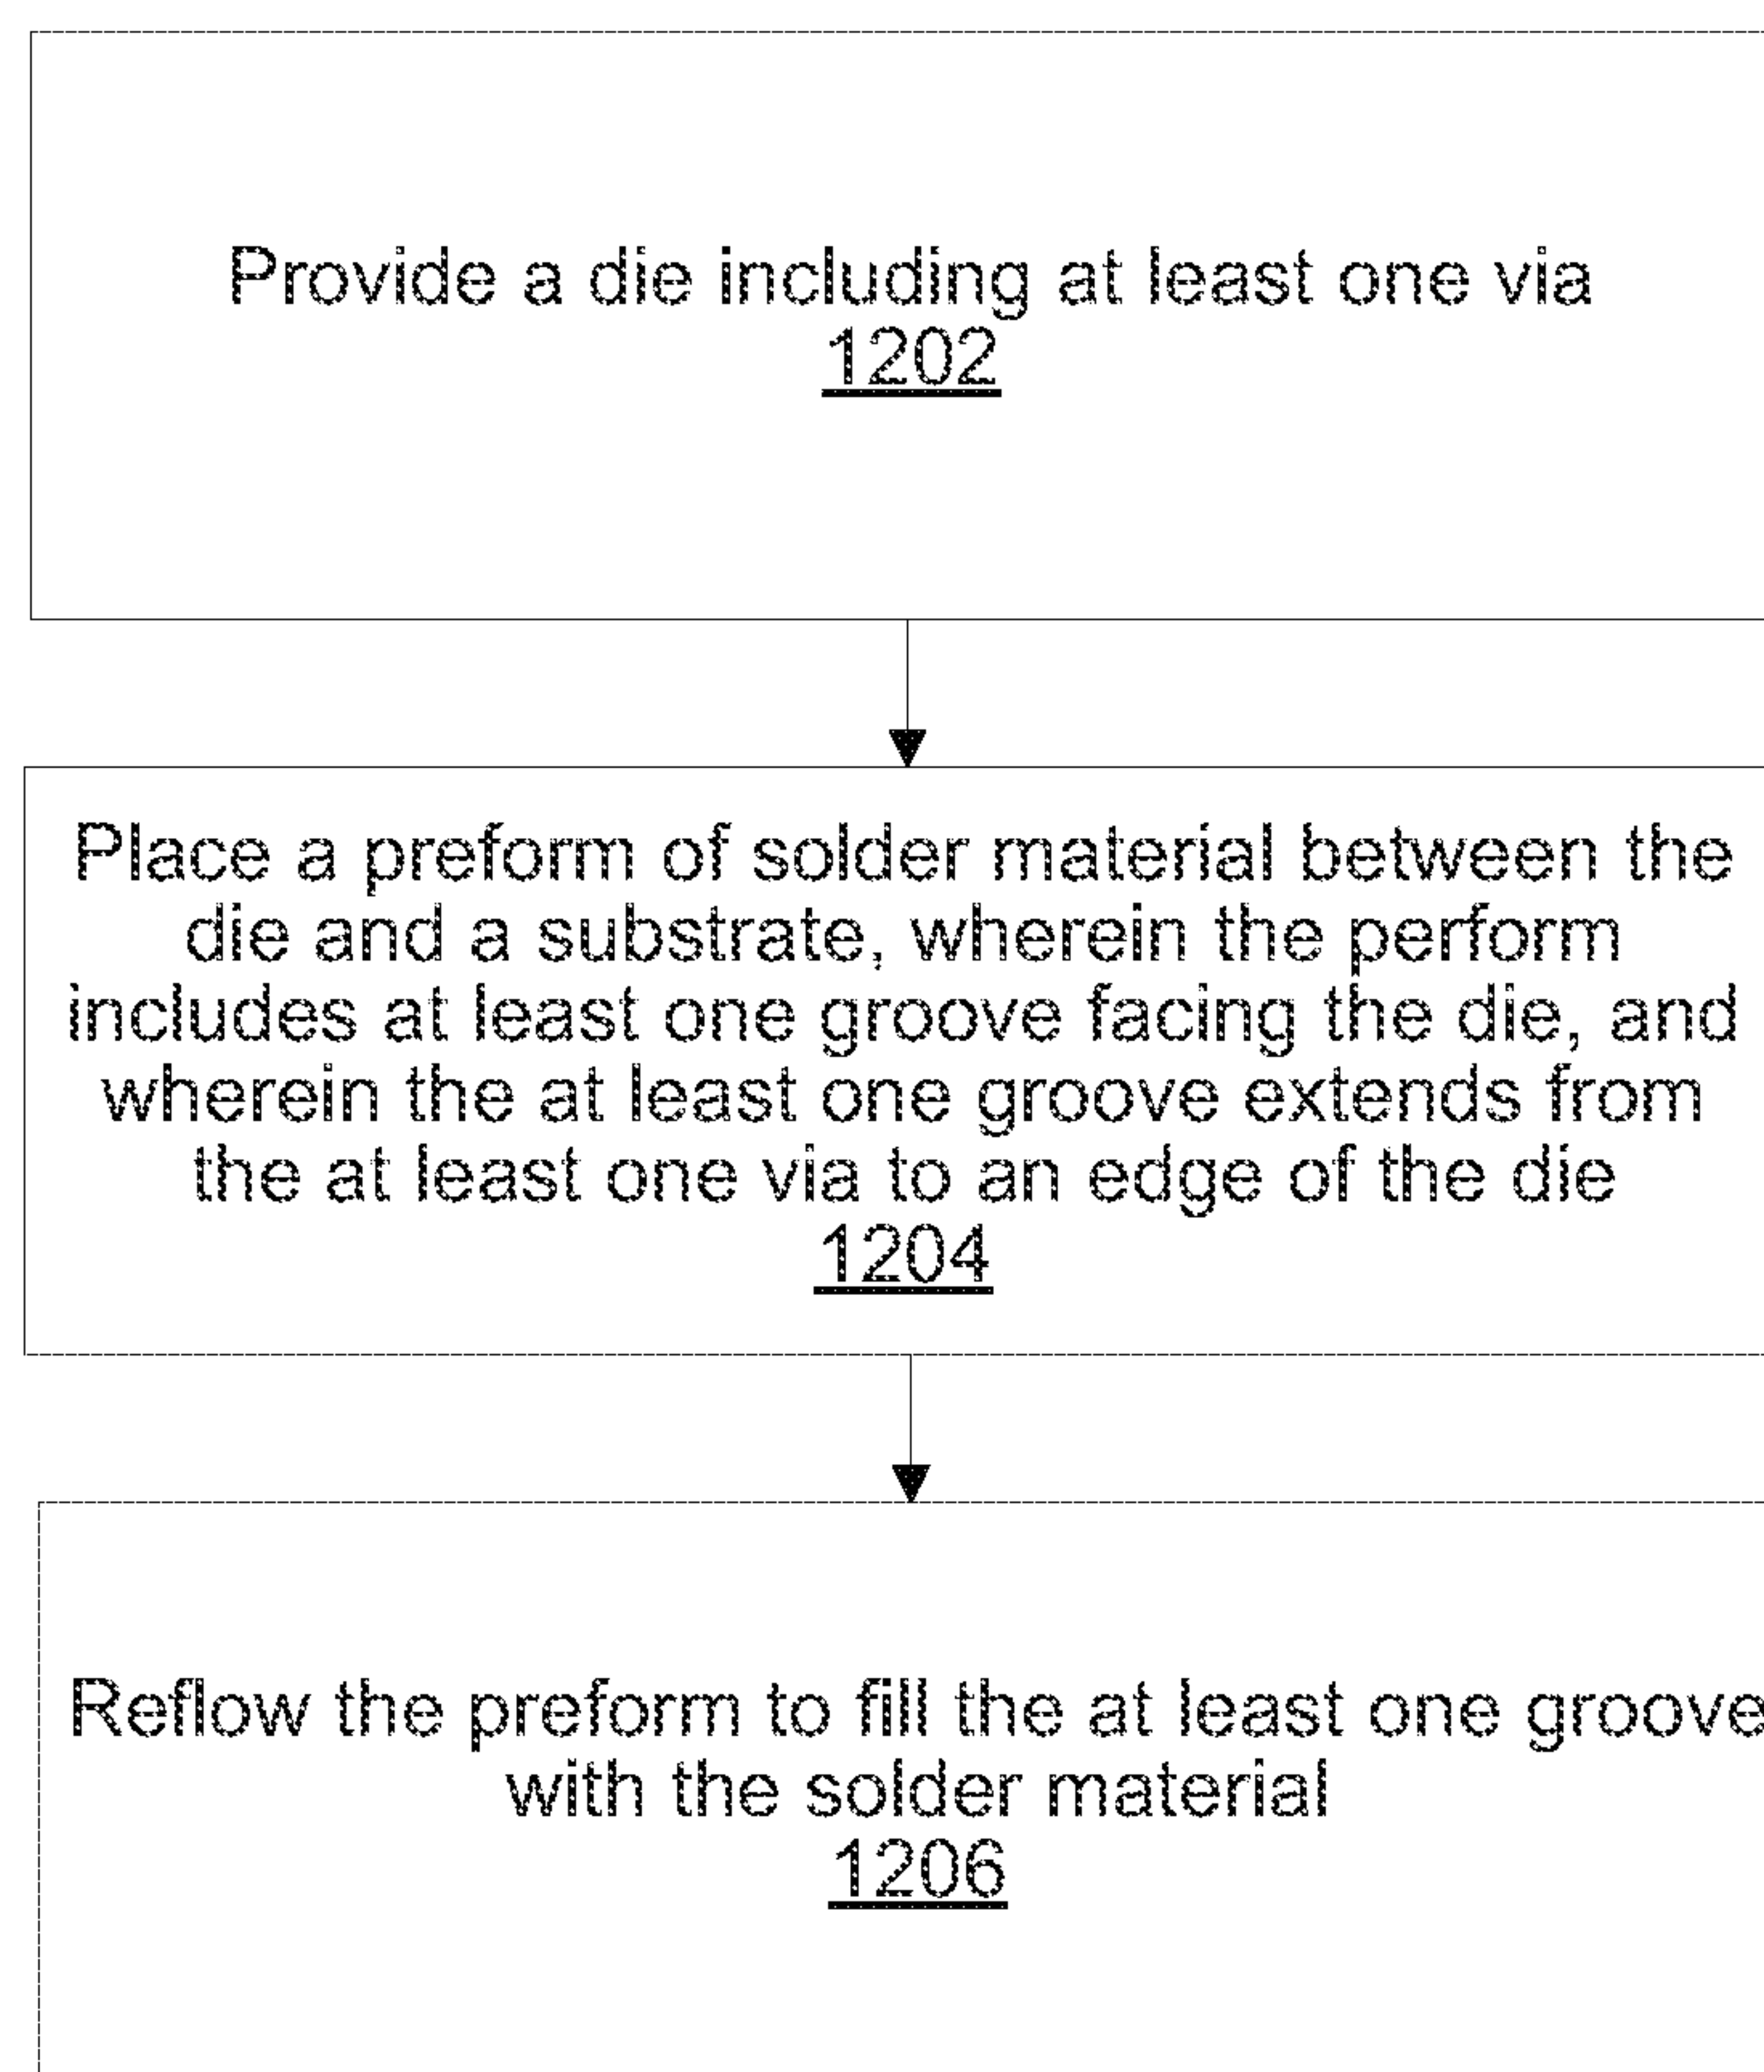 Provide a die including at least one via
1202
Place a preform of solder material between the
die and a substrate, wherein the perform
includes at least one groove facing the die, and
wherein the at least one groove extends from
the at least one via to an edge of the die
1204
Reflow the preform to fill the at least one groove
with the solder material
1206